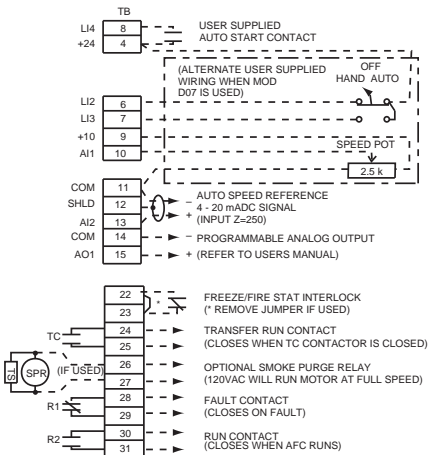 TB
LI4 8 USER SUPPLIED
+24 4 AUTO START CONTACT
(ALTERNATE USER SUPPLIED
WIRING WHEN MOD
D07 IS USED)
OFF
HAND AUTO
LI2 6
LI3 7
+10 9
AI1 10
SPEED POT
2.5 k
COM 11
SHLD 12
AI2 13
AUTO SPEED REFERENCE
– 4 - 20 mADC SIGNAL
+ (INPUT Z=250)
COM 14 – PROGRAMMABLE ANALOG OUTPUT
AO1 15 + (REFER TO USERS MANUAL)
22 FREEZE/FIRE STAT INTERLOCK
23 * (* REMOVE JUMPER IF USED)
TC 24 TRANSFER RUN CONTACT
25 (CLOSES WHEN TC CONTACTOR IS CLOSED)
TS SPR (IF USED) 26 OPTIONAL SMOKE PURGE RELAY
27 (120VAC WILL RUN MOTOR AT FULL SPEED)
R1 28 FAULT CONTACT
29 (CLOSES ON FAULT)
R2 30 RUN CONTACT
31 (CLOSES WHEN AFC RUNS)